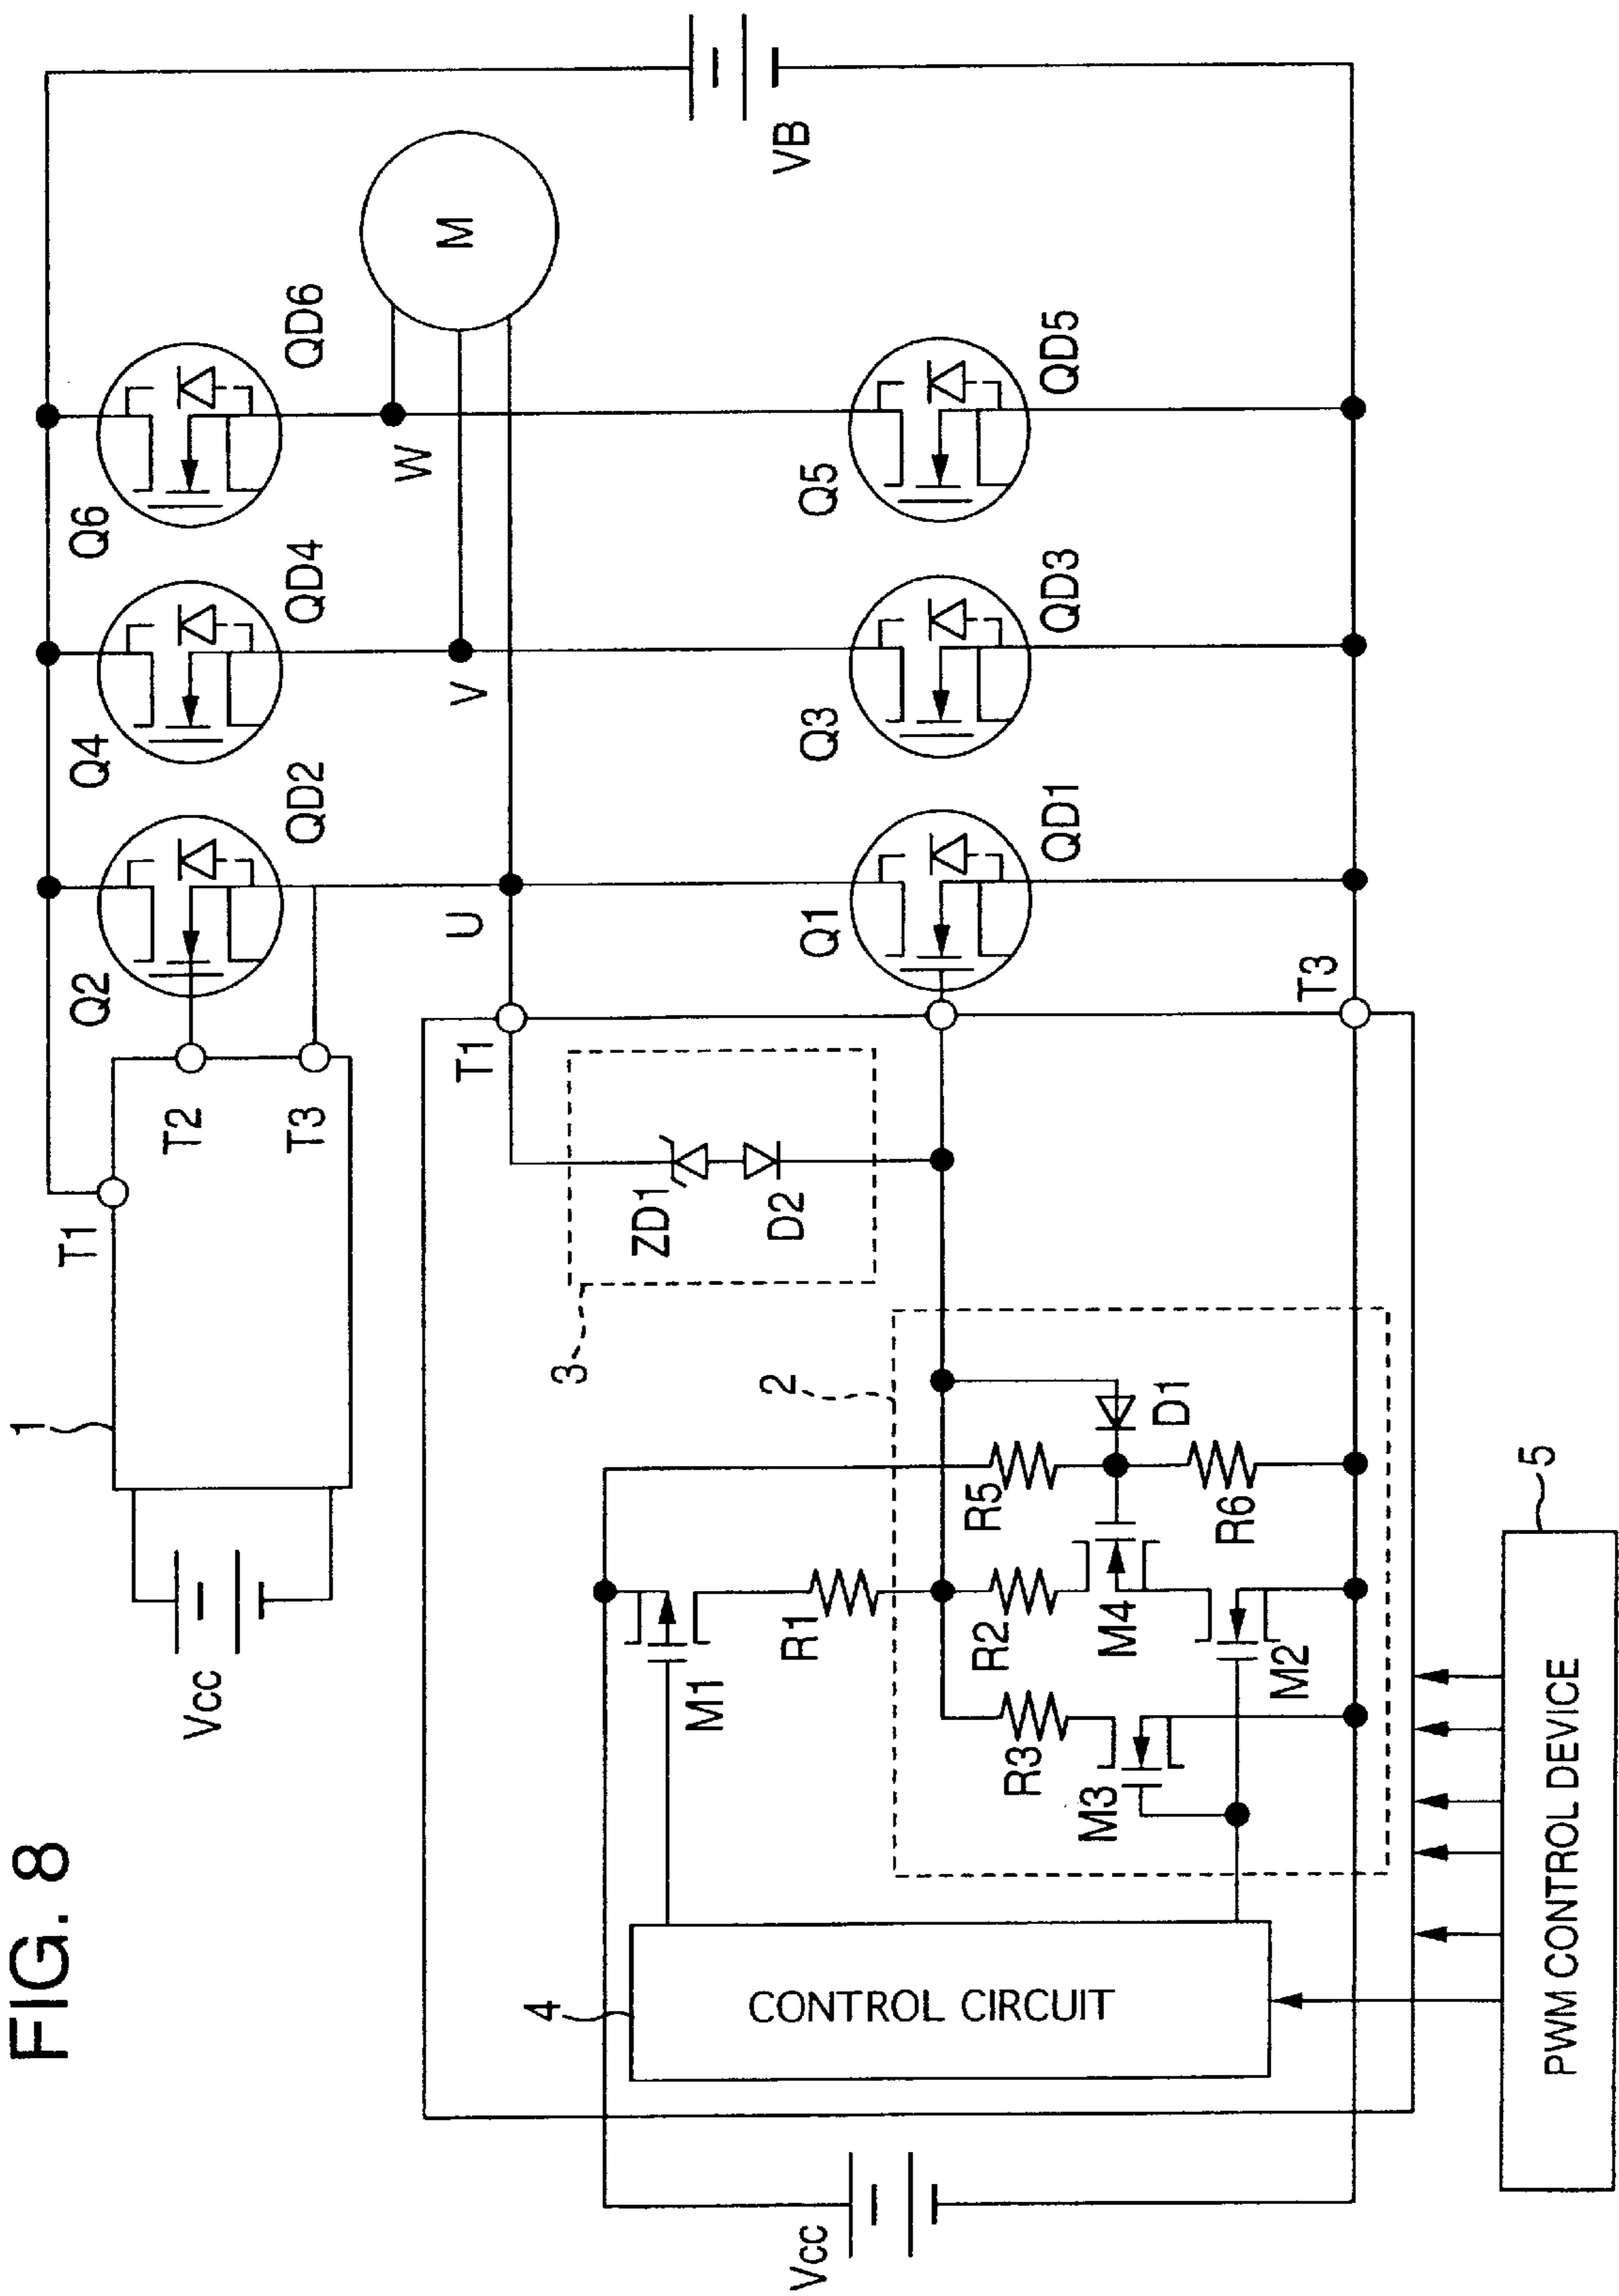 FIG. 8
1
Vcc
T1
T2
T3
Q2
QD2
Q4
QD4
Q6
QD6
U
V
W
M
VB
T1
3
ZD1
D2
Q1
QD1
Q3
QD3
Q5
QD5
T3
2
M1
R1
R5
D1
R2
R6
R3
M4
M3
M2
4
CONTROL CIRCUIT
Vcc
5
PWM CONTROL DEVICE